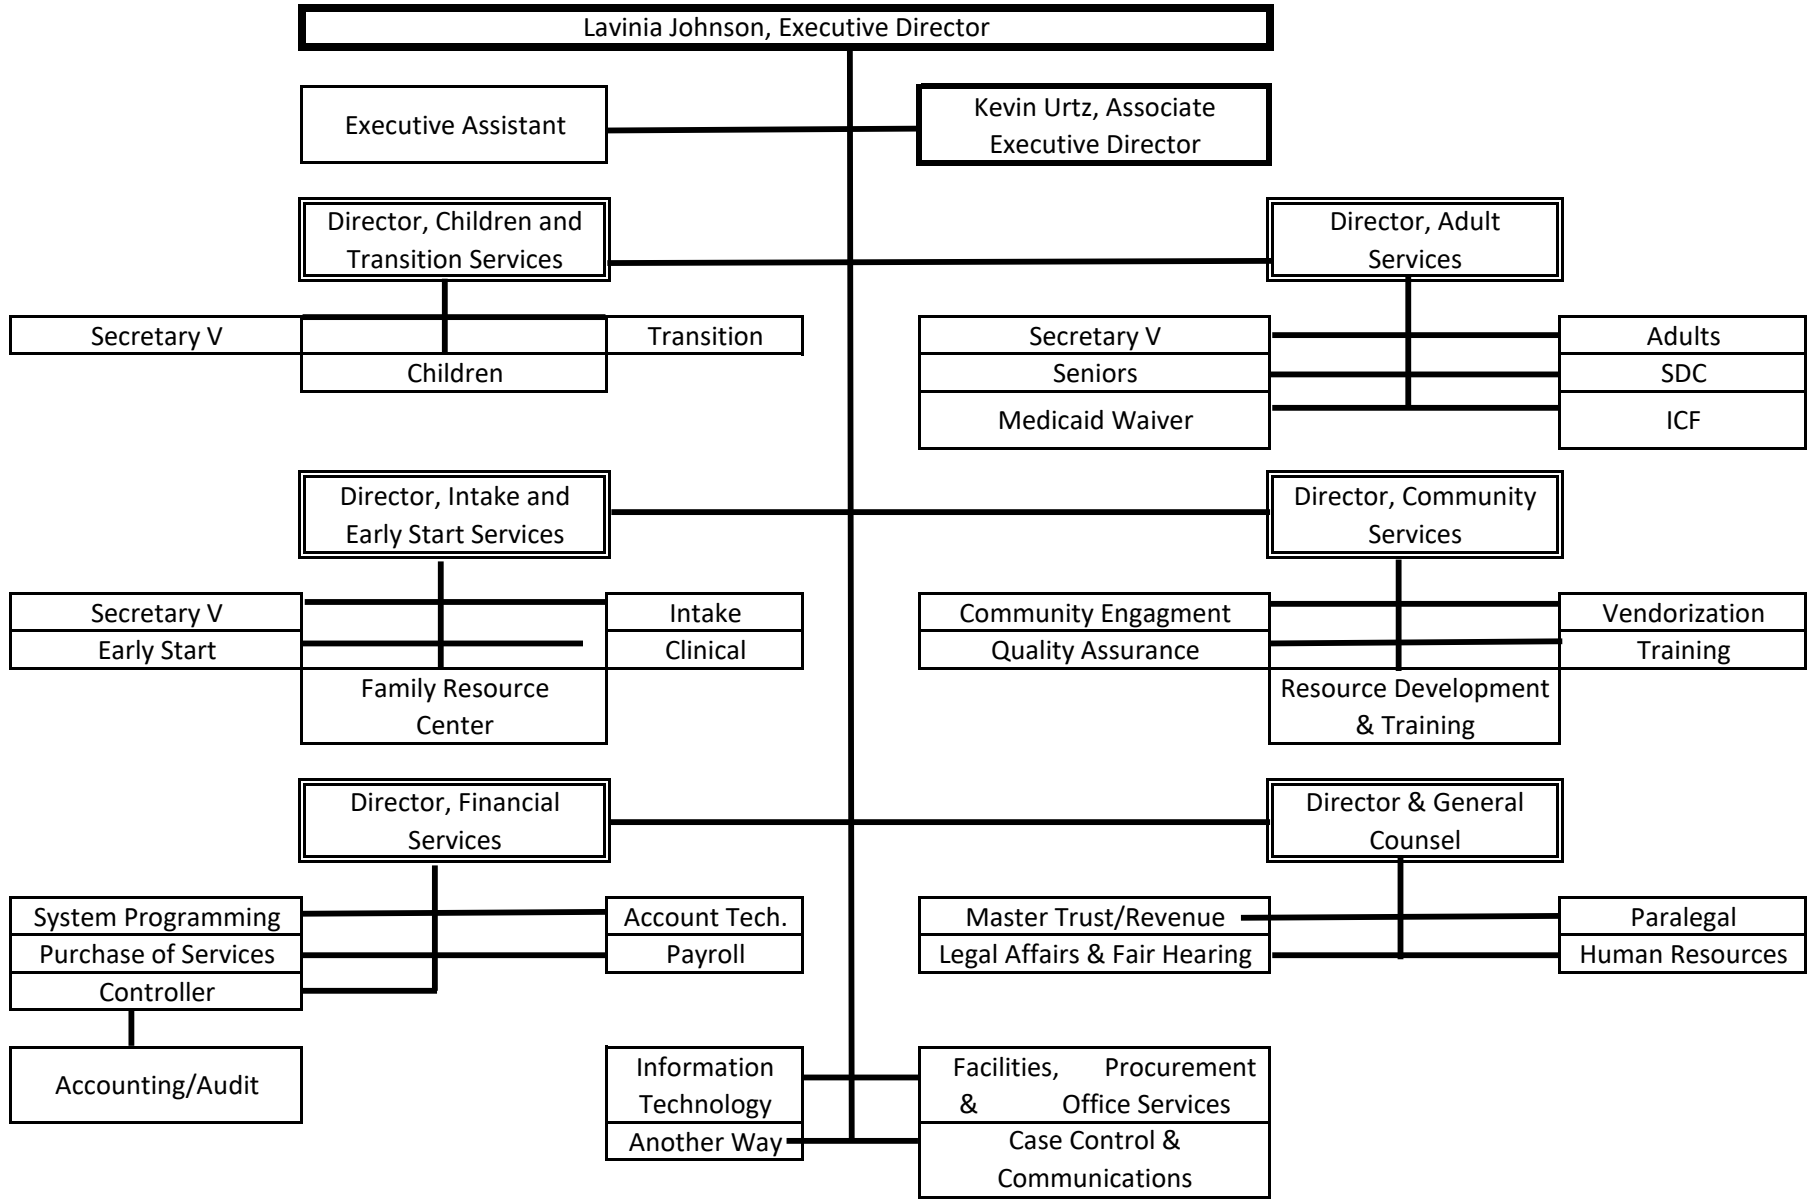 Lavinia Johnson, Executive Director
Executive Assistant
Kevin Urtz, Associate
Executive Director
Director, Children and
Transition Services
Director, Adult
Services
Secretary V
Transition
Children
Secretary V
Adults
Seniors
SDC
Medicaid Waiver
ICF
Director, Intake and
Early Start Services
Director, Community
Services
Secretary V
Intake
Early Start
Clinical
Family Resource
Center
Community Engagment
Vendorization
Quality Assurance
Training
Resource Development
& Training
Director, Financial
Services
Director & General
Counsel
System Programming
Account Tech.
Purchase of Services
Payroll
Controller
Accounting/Audit
Master Trust/Revenue
Paralegal
Legal Affairs & Fair Hearing
Human Resources
Information
Technology
Another Way
Facilities, Procurement
& Office Services
Case Control &
Communications